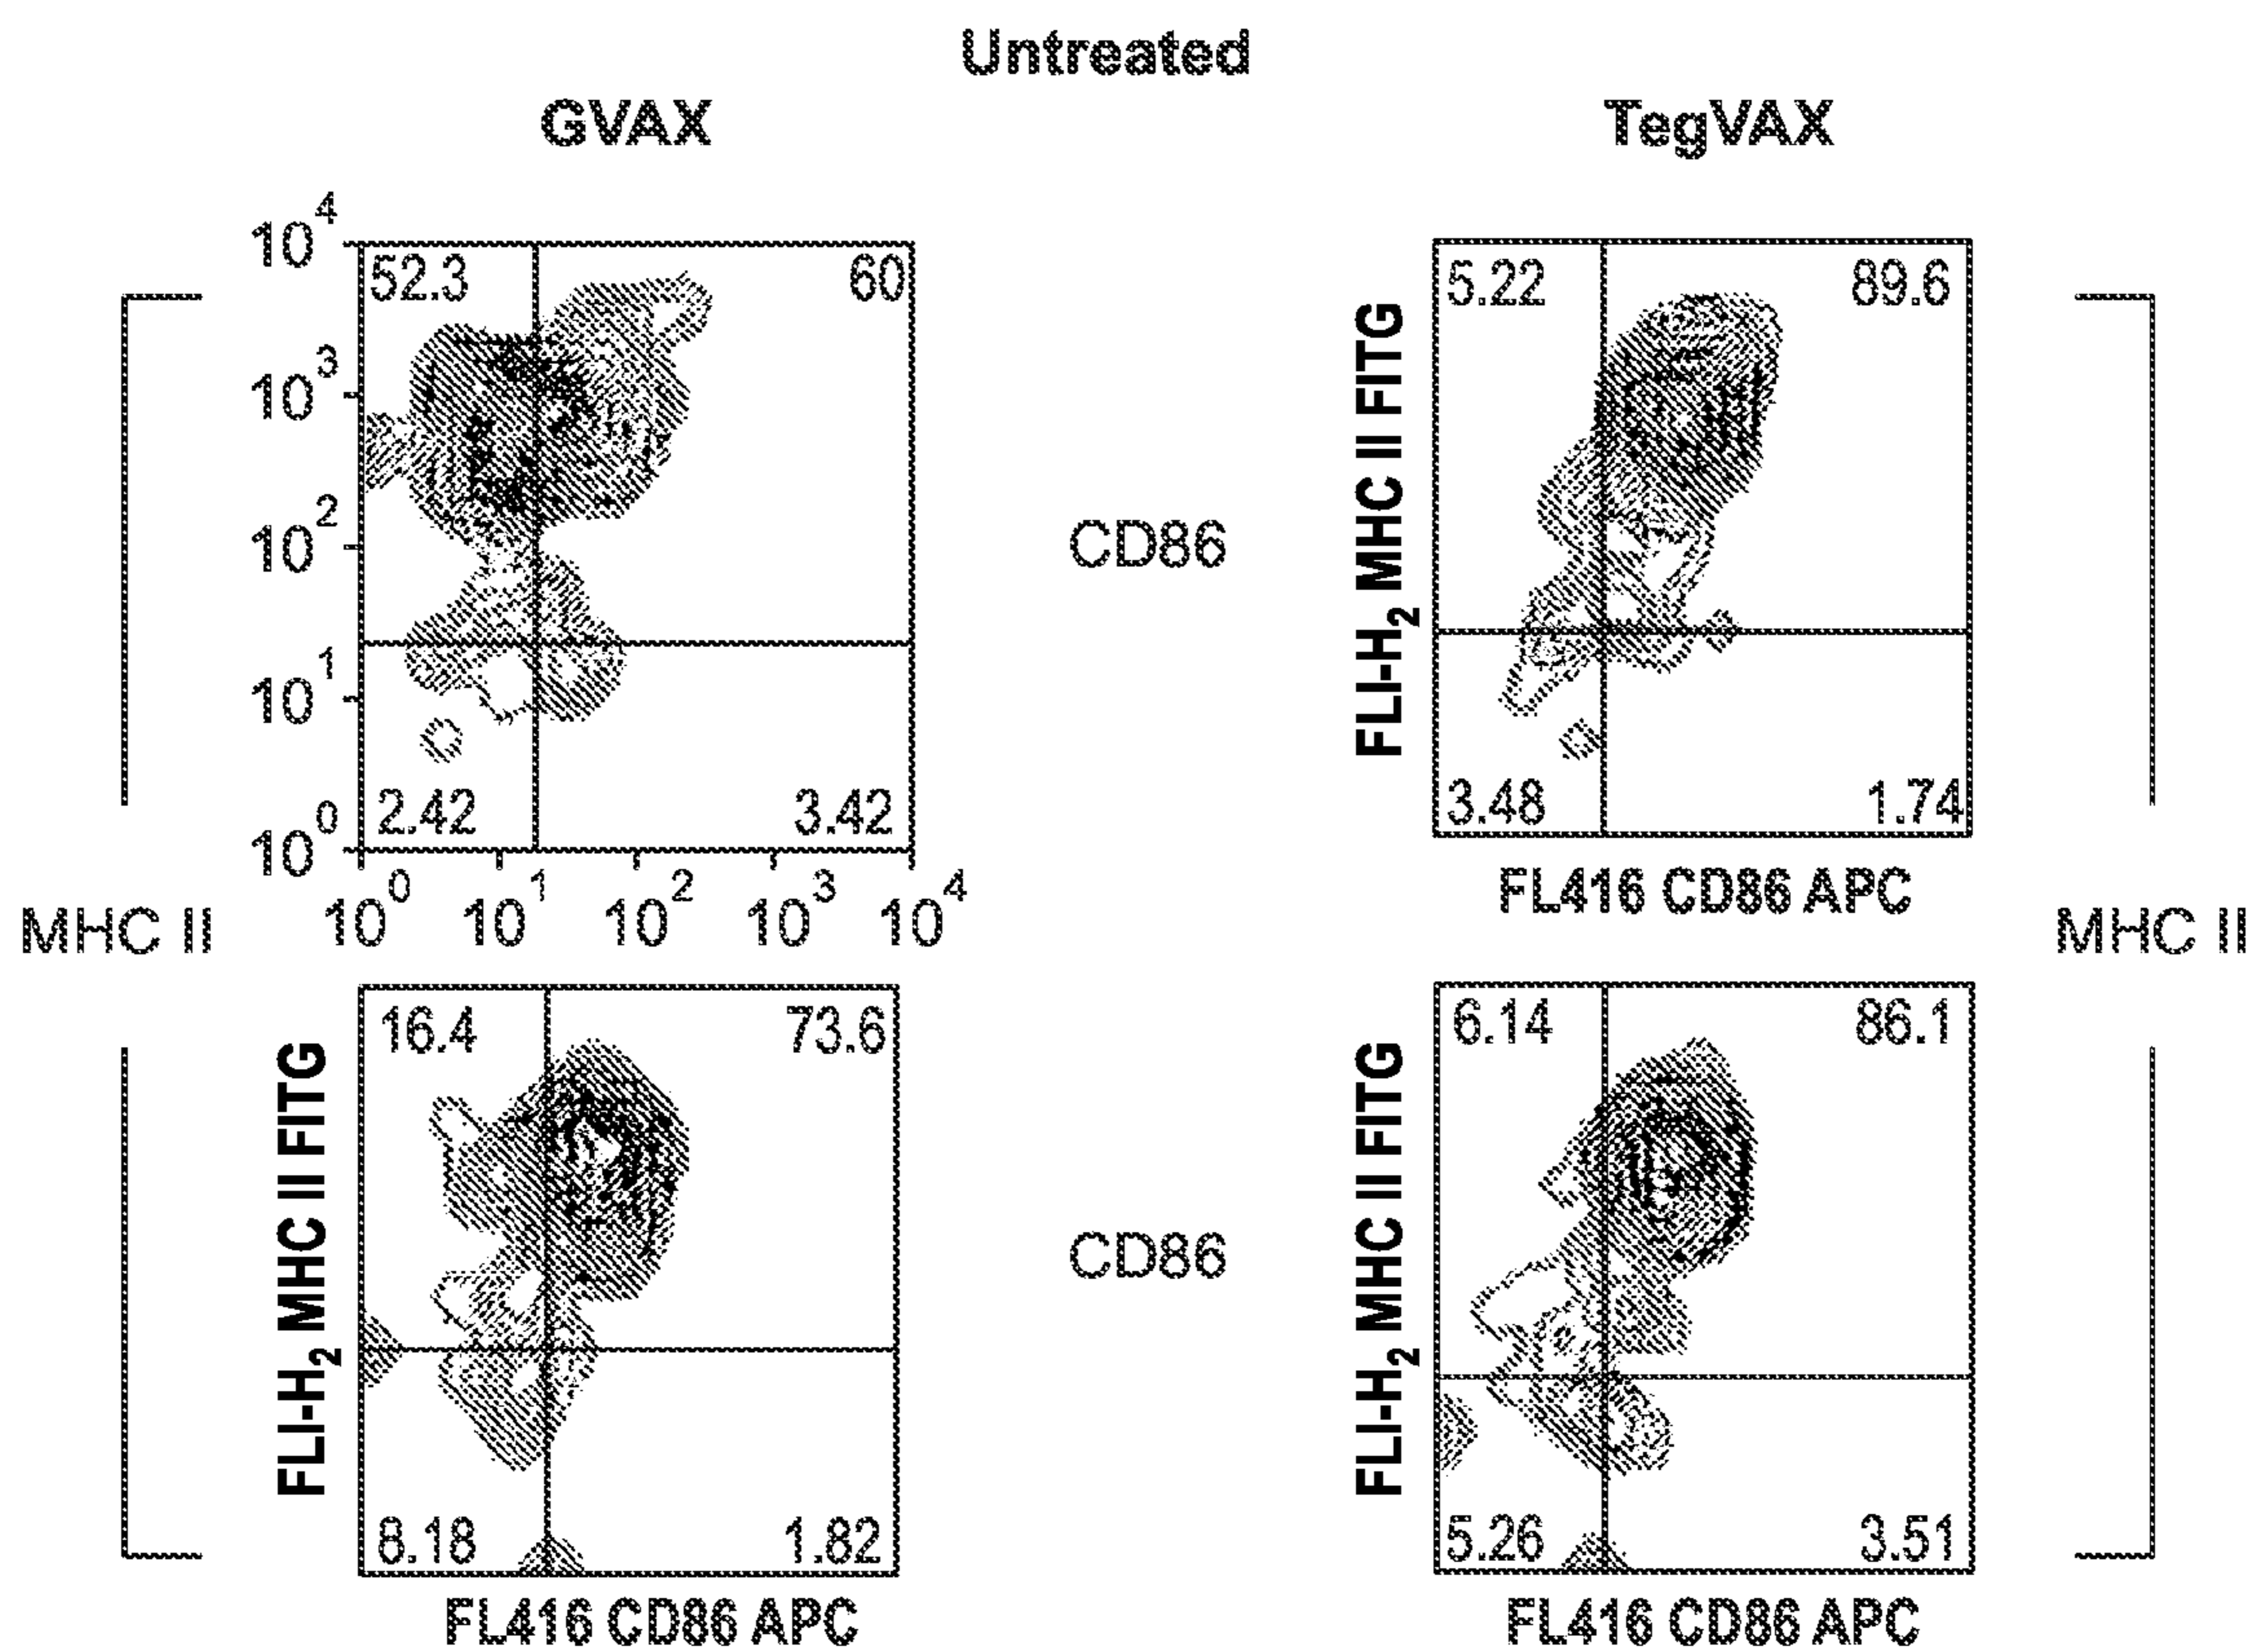 Untreated
GVAX
TegVAX
10^4
10^3
10^2
10^1
10^0
52.3
60
2.42
3.42
10^0 10^1 10^2 10^3 10^4
CD86
FLI-H₂ MHC II FITG
5.22
89.6
3.48
1.74
FL416 CD86 APC
MHC II
MHC II
FLI-H₂ MHC II FITG
16.4
73.6
8.18
1.82
FL416 CD86 APC
CD86
FLI-H₂ MHC II FITG
6.14
86.1
5.26
3.51
FL416 CD86 APC